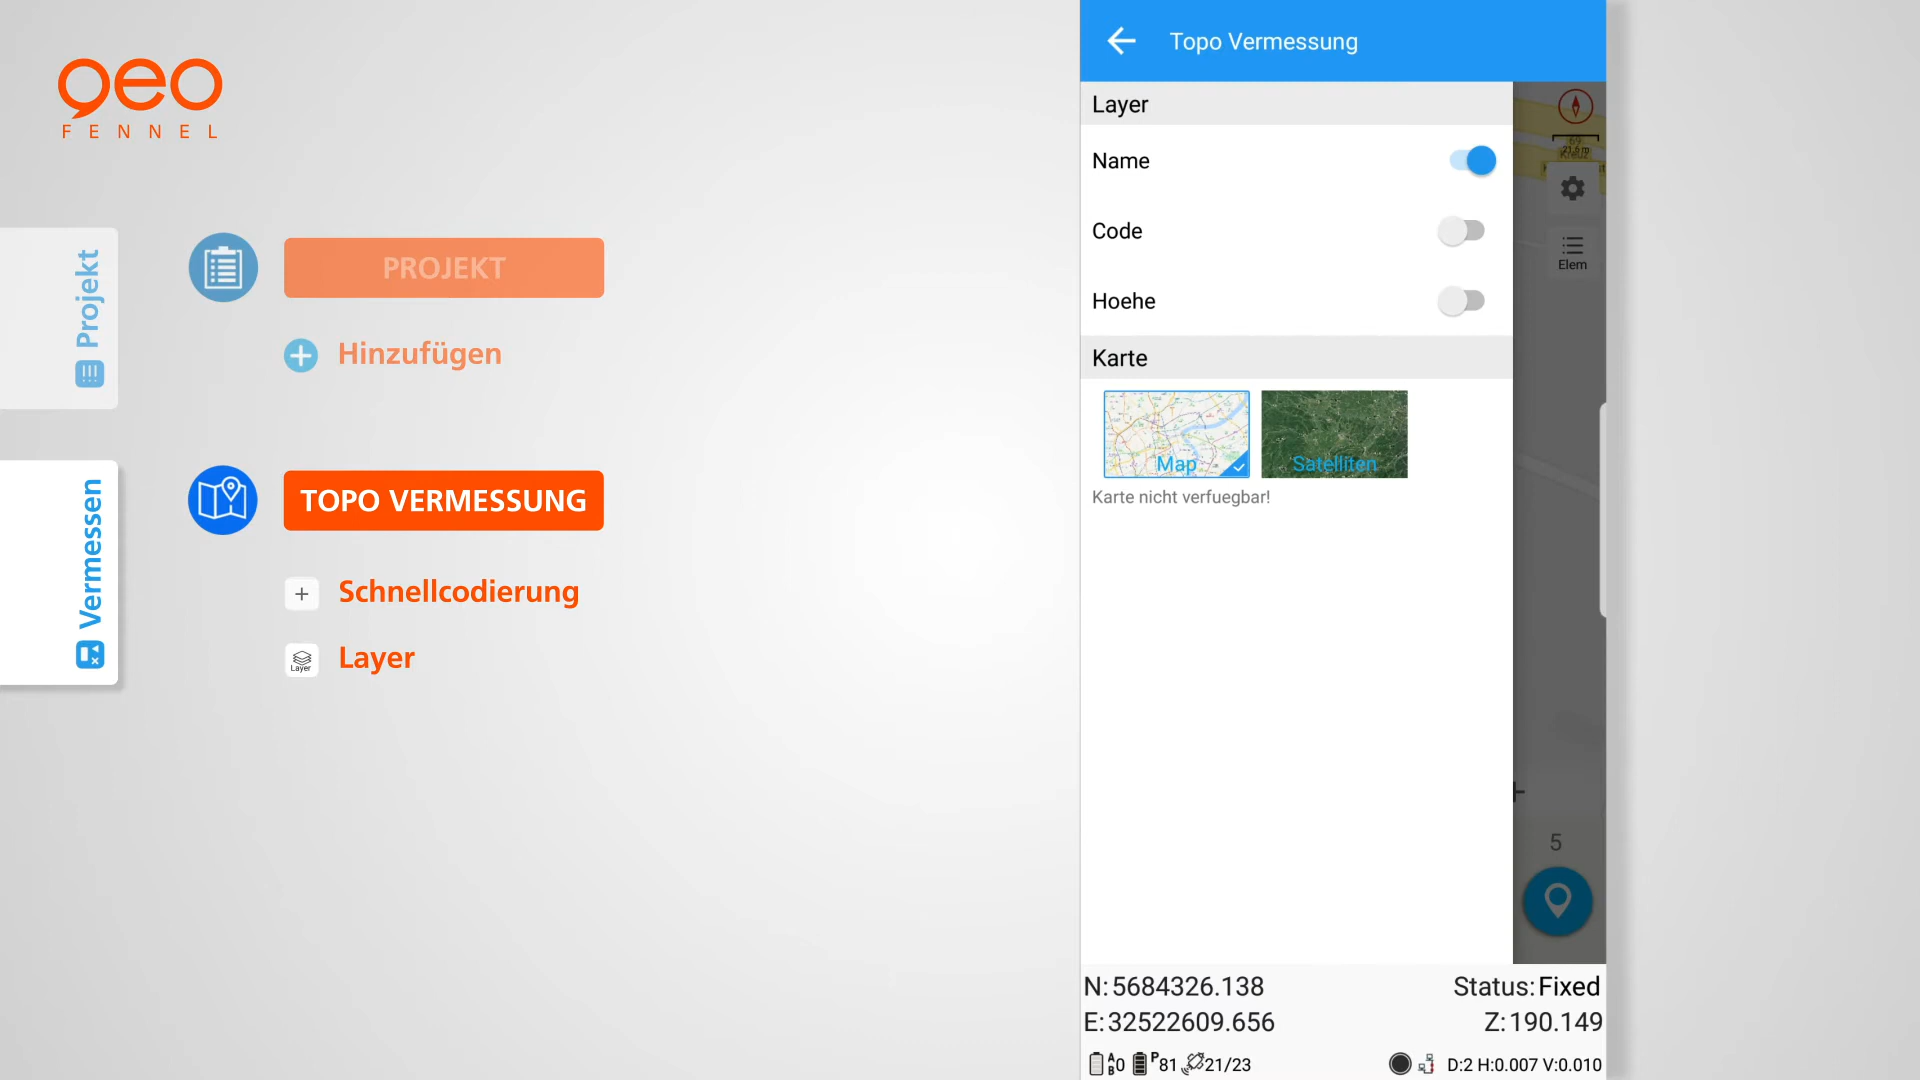 geo
FENNEL
Projekt
PROJEKT
Hinzufügen
Vermessen
TOPO VERMESSUNG
Schnellcodierung
Layer
Layer
Topo Vermessung
Layer
Name
Code
Hoehe
Karte
Map
Satelliten
Karte nicht verfuegbar!
Elem
5
N:5684326.138
Status:Fixed
E:32522609.656
Z:190.149
A
B 0
P 81
21/23
D:2 H:0.007 V:0.010